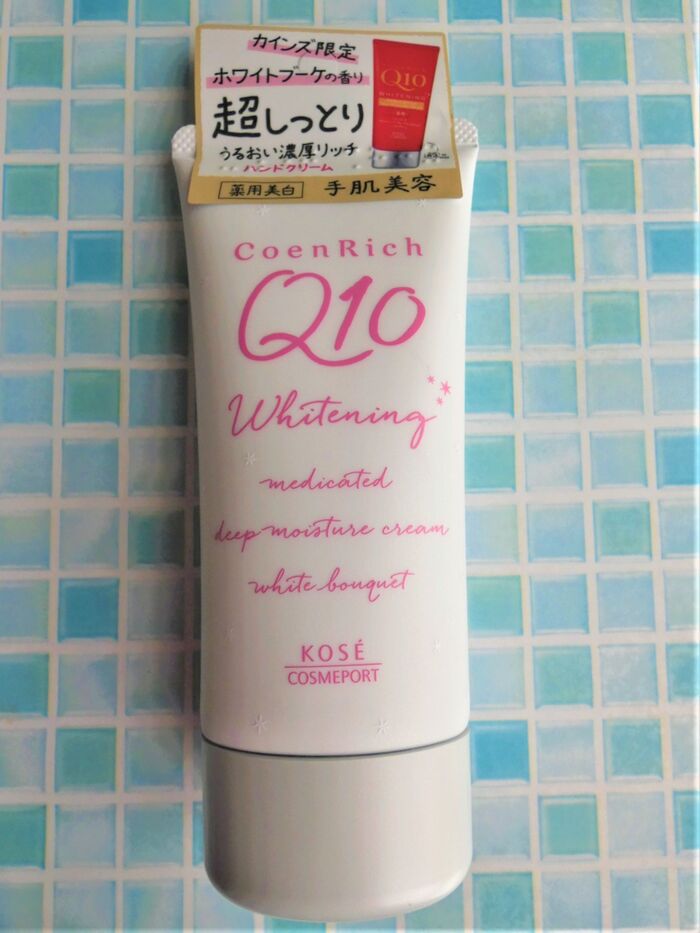 カインズ限定
ホワイトブーケの香り
超しっとり
うるおい濃厚リッチ
ハンドクリーム
薬用美白 手肌美容
Q10
WHITENING
CoenRich
Q10
Whitening
medicated
deep moisture cream
white bouquet
KOSÉ
COSMEPORT